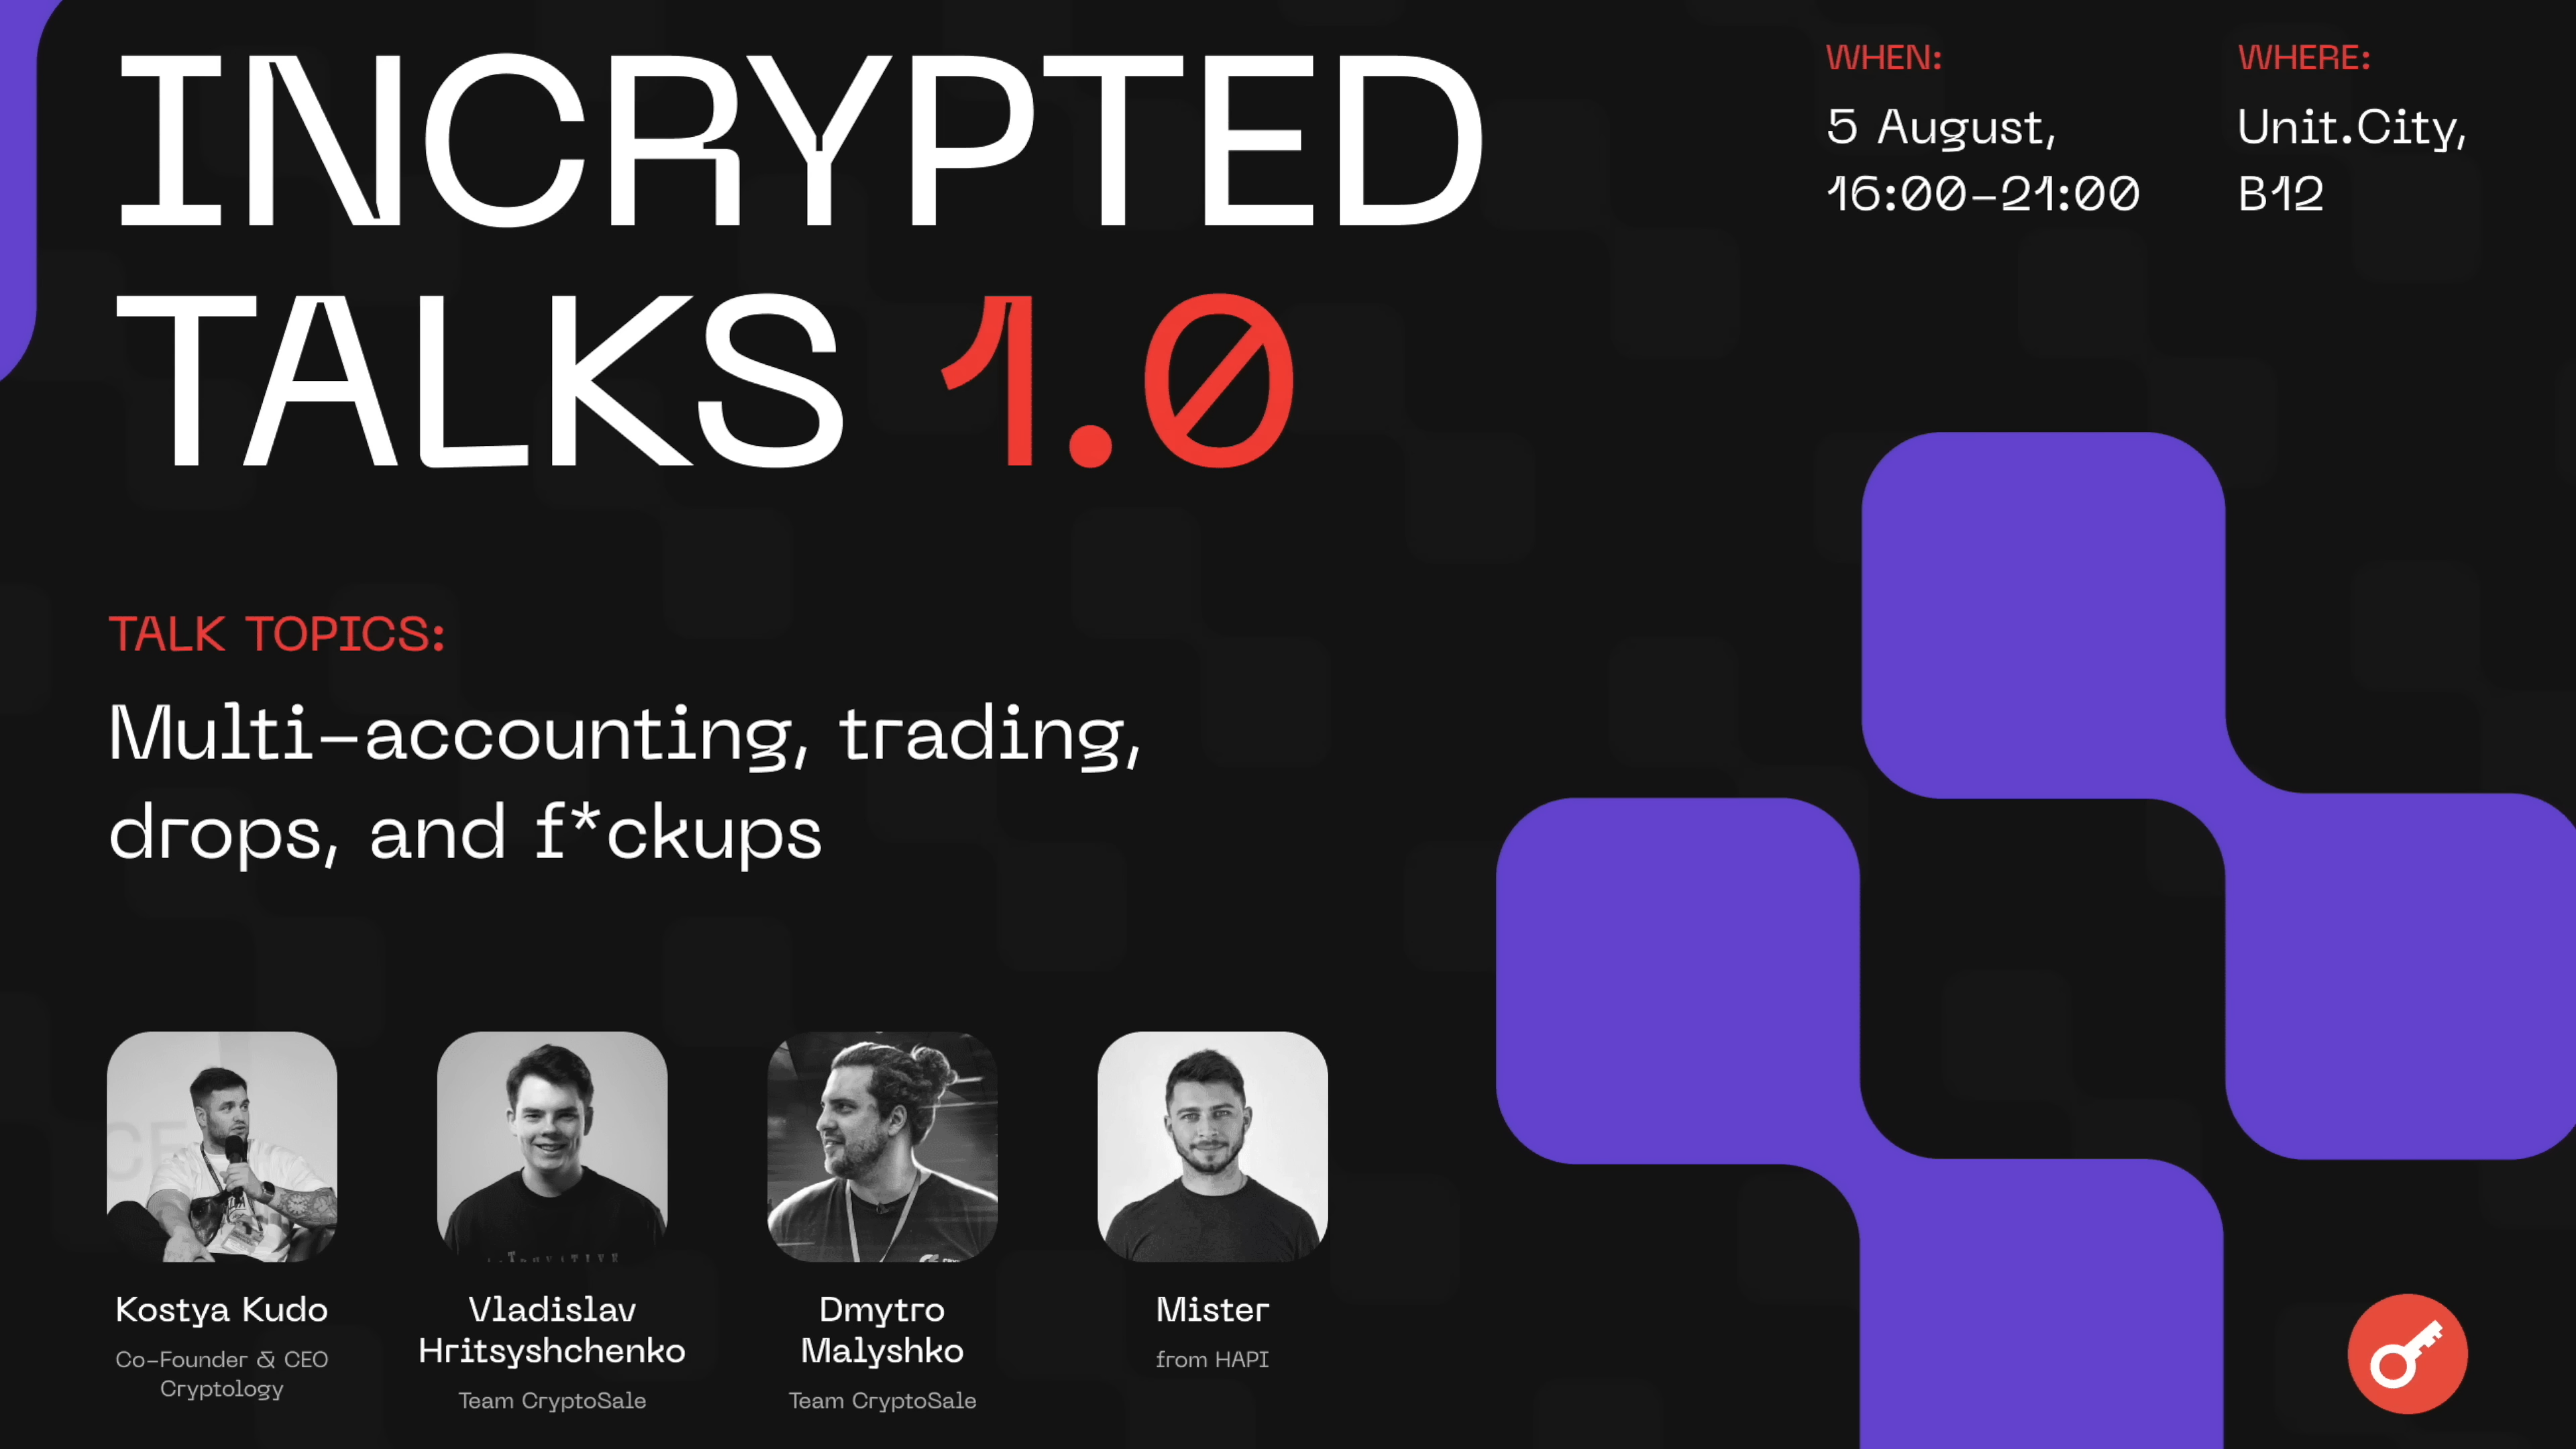 INCRYPTED
TALKS 1.0
WHEN:
5 August,
16:00-21:00
WHERE:
Unit.City,
B12
TALK TOPICS:
Multi-accounting, trading,
drops, and f*ckups
Kostya Kudo
Co-Founder & CEO
Cryptology
Vladislav
Hritsyshchenko
Team CryptoSale
Dmytro
Malyshko
Team CryptoSale
Mister
from HAPI